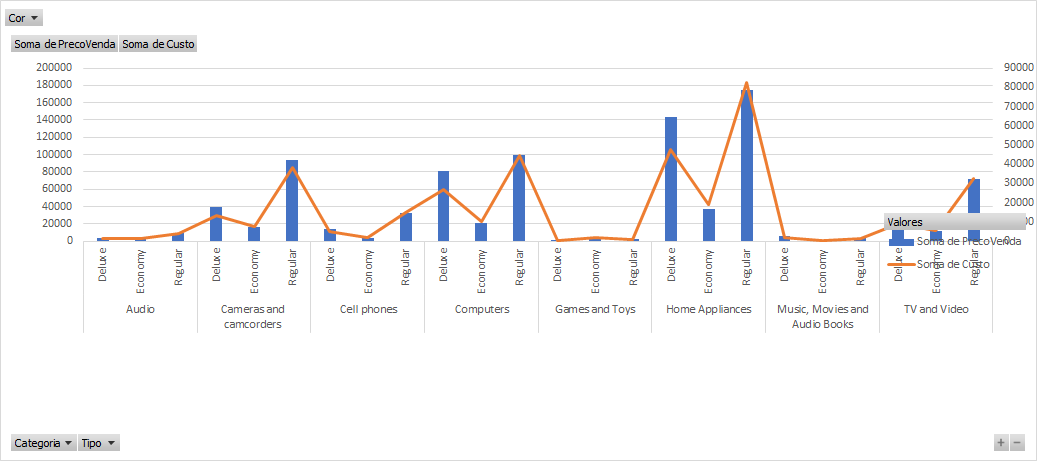 Cor
Soma de PrecoVenda Soma de Custo
200000
180000
160000
140000
120000
100000
80000
60000
40000
20000
0
90000
80000
70000
60000
50000
40000
30000
20000
0
Valores
Soma de PrecoVenda
Soma de Custo
Deluxe Economy Regular Deluxe Economy Regular Deluxe Economy Regular Deluxe Economy Regular Deluxe Economy Regular Deluxe Economy Regular Deluxe Economy Regular Deluxe Economy Regular
Audio Cameras and Cell phones Computers Games and Toys Home Appliances Music, Movies and TV and Video
camcorders Audio Books
Categoria Tipo + −